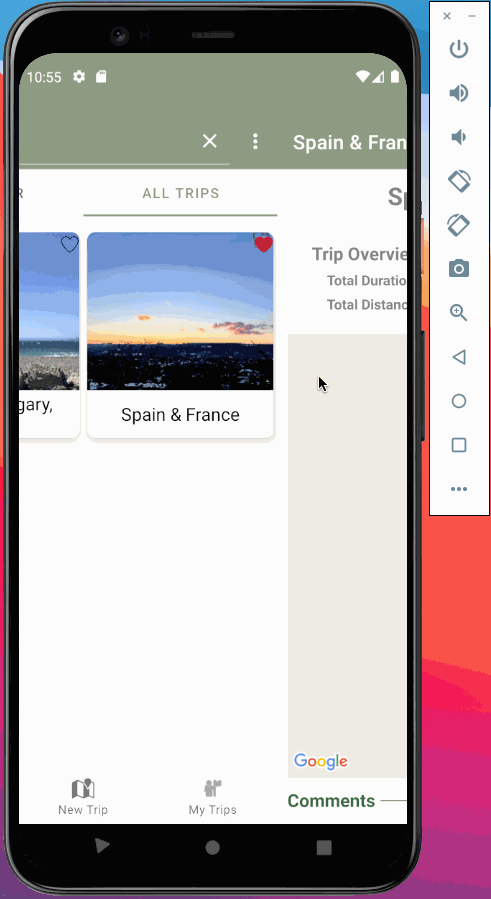 10:55
Spain & Fran
R
ALL TRIPS
Sp
Trip Overvie
Total Duratio
Total Distanc
gary,
Spain & France
Google
New Trip
My Trips
Comments